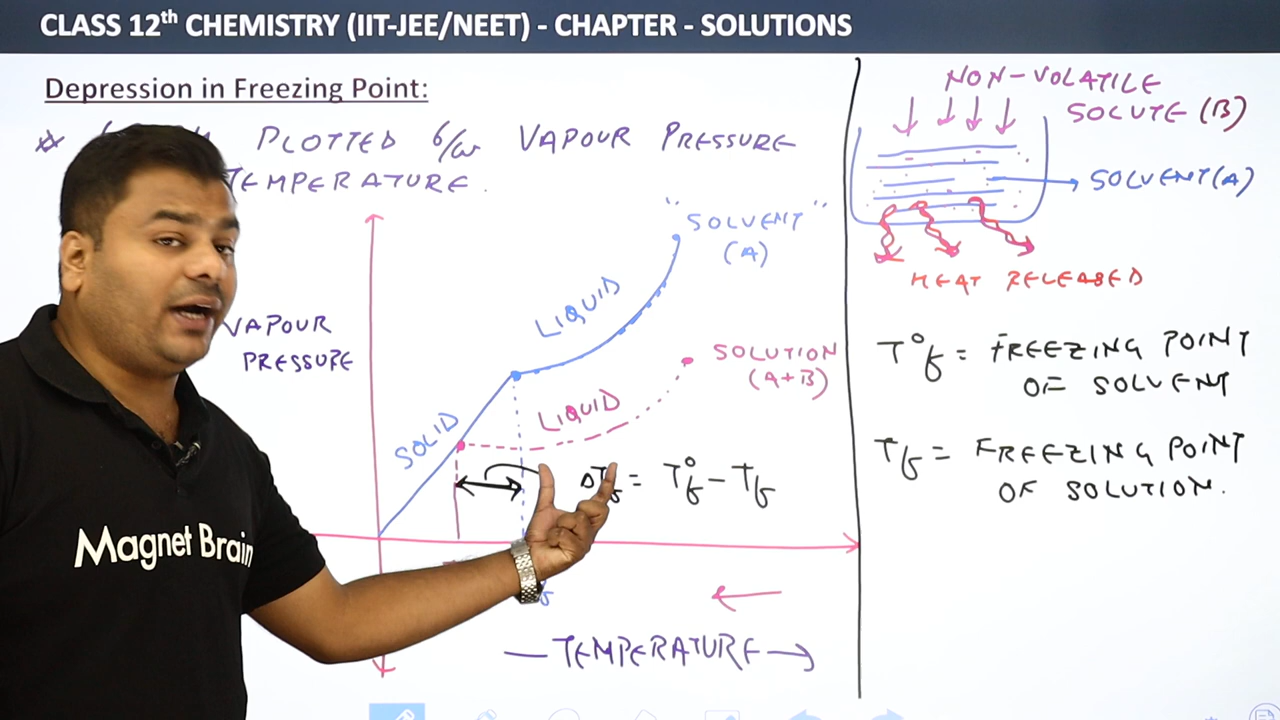 CLASS 12th CHEMISTRY (IIT-JEE/NEET) - CHAPTER - SOLUTIONS
Depression in Freezing Point:
PLOTTED b/w VAPOUR PRESSURE
TEMPERATURE.
"SOLVENT"
(A)
LIQUID
VAPOUR
PRESSURE
SOLUTION
(A+B)
LIQUID
SOLID
ΔTf = T°f - Tf
Magnet Brain
TEMPERATURE
NON-VOLATILE
SOLUTE (B)
SOLVENT (A)
HEAT RELEASED
T°f = FREEZING POINT
OF SOLVENT
Tf = FREEZING POINT
OF SOLUTION.